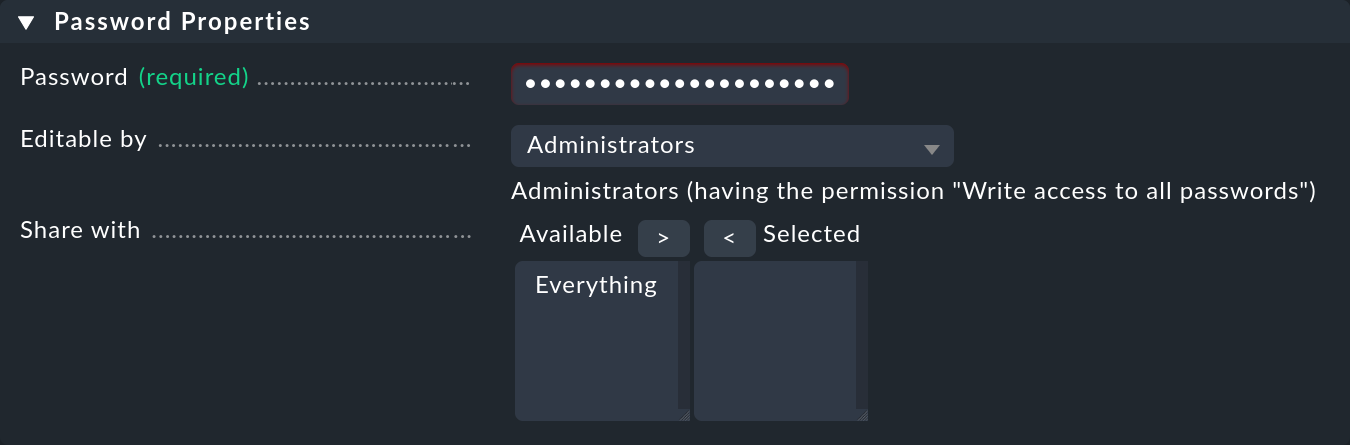 Password Properties
Password (required)
●●●●●●●●●●●●●●●●●●●●●
Editable by
Administrators
Administrators (having the permission "Write access to all passwords")
Share with
Available > < Selected
Everything